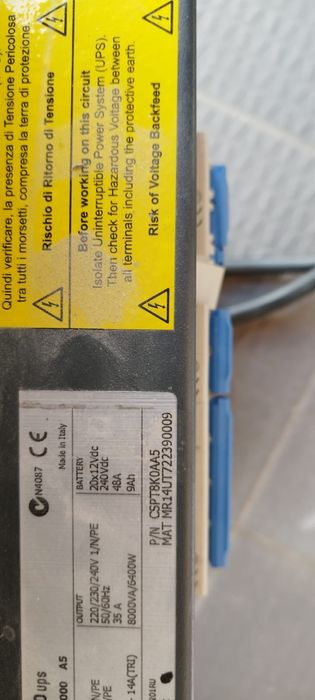 Quindi verificare, la presenza di Tensione Pericolosa
tra tutti i morsetti, compresa la terra di protezione.
Rischio di Ritorno di Tensione
Before working on this circuit
Isolate Uninterruptible Power System (UPS).
Then check for Hazardous Voltage between
all terminals including the protective earth.
Risk of Voltage Backfeed
ups
000 A5
N4087 CE
Made in Italy
V/PE
/PE
14A(TRI)
OUTPUT
220/230/240V 1/N/PE
50/60Hz
35 A
8000VA/6400W
BATTERY
20x12Vdc
240Vdc
48A
9Ah
201RU
P/N CSPT8K0AA5
MAT MR14UT722390009